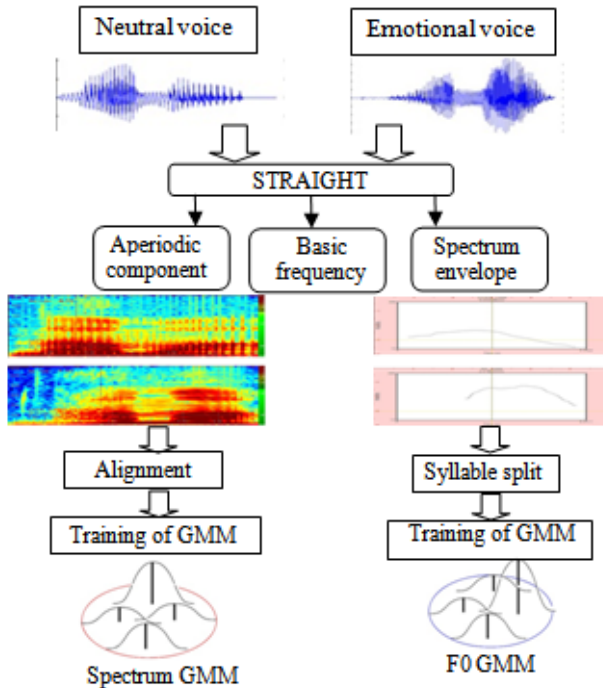 Neutral voice
Emotional voice
STRAIGHT
Aperiodic
component
Basic
frequency
Spectrum
envelope
Alignment
Syllable split
Training of GMM
Training of GMM
Spectrum GMM
F0 GMM